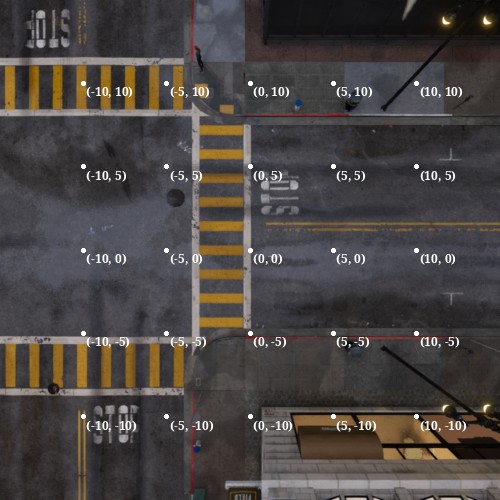 STOP
(-10, 10) (-5, 10) (0, 10) (5, 10) (10, 10)
(-10, 5) (-5, 5) (0, 5) (5, 5) (10, 5)
STOP
(-10, 0) (-5, 0) (0, 0) (5, 0) (10, 0)
(-10, -5) (-5, -5) (0, -5) (5, -5) (10, -5)
(-10, -10) (-5, -10) (0, -10) (5, -10) (10, -10)
STOP